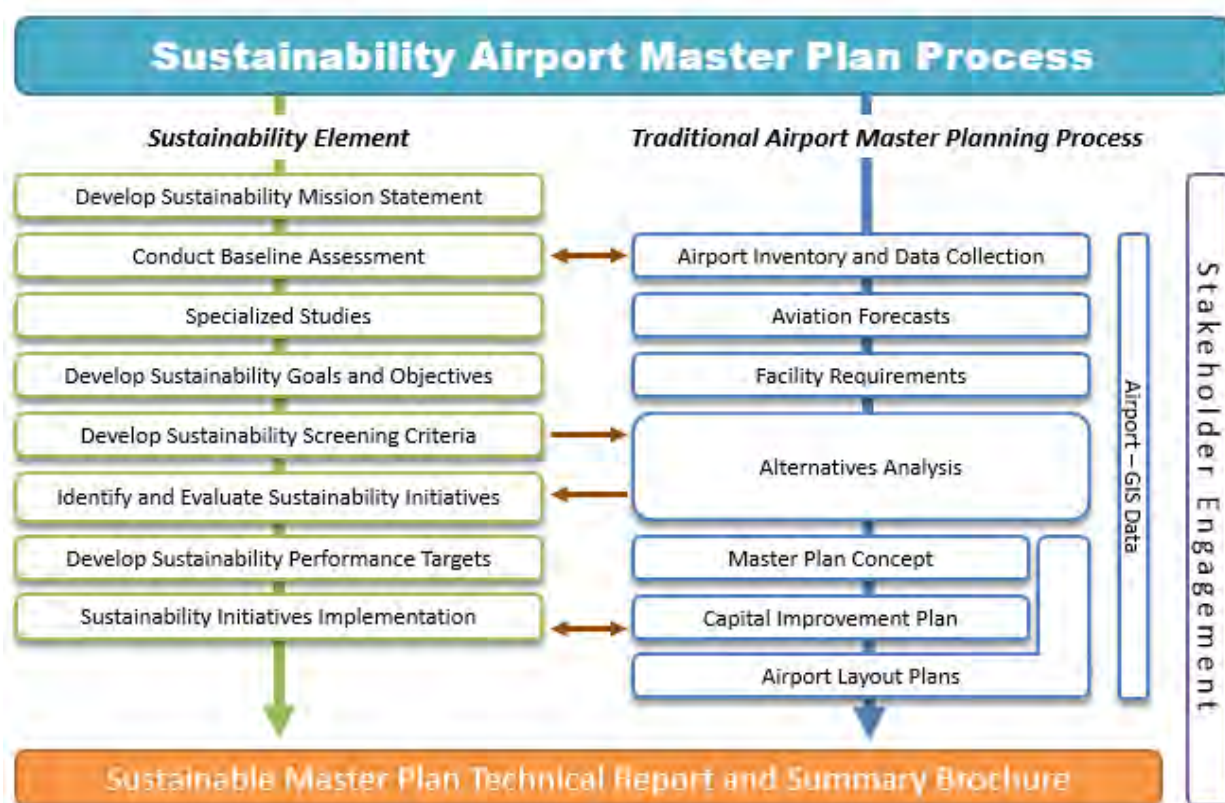 Sustainability Airport Master Plan Process
Sustainability Element
Develop Sustainability Mission Statement
Conduct Baseline Assessment
Specialized Studies
Develop Sustainability Goals and Objectives
Develop Sustainability Screening Criteria
Identify and Evaluate Sustainability Initiatives
Develop Sustainability Performance Targets
Sustainability Initiatives Implementation
Traditional Airport Master Planning Process
Airport Inventory and Data Collection
Aviation Forecasts
Facility Requirements
Alternatives Analysis
Master Plan Concept
Capital Improvement Plan
Airport Layout Plans
Airport – GIS Data
Stakeholder Engagement
Sustainable Master Plan Technical Report and Summary Brochure